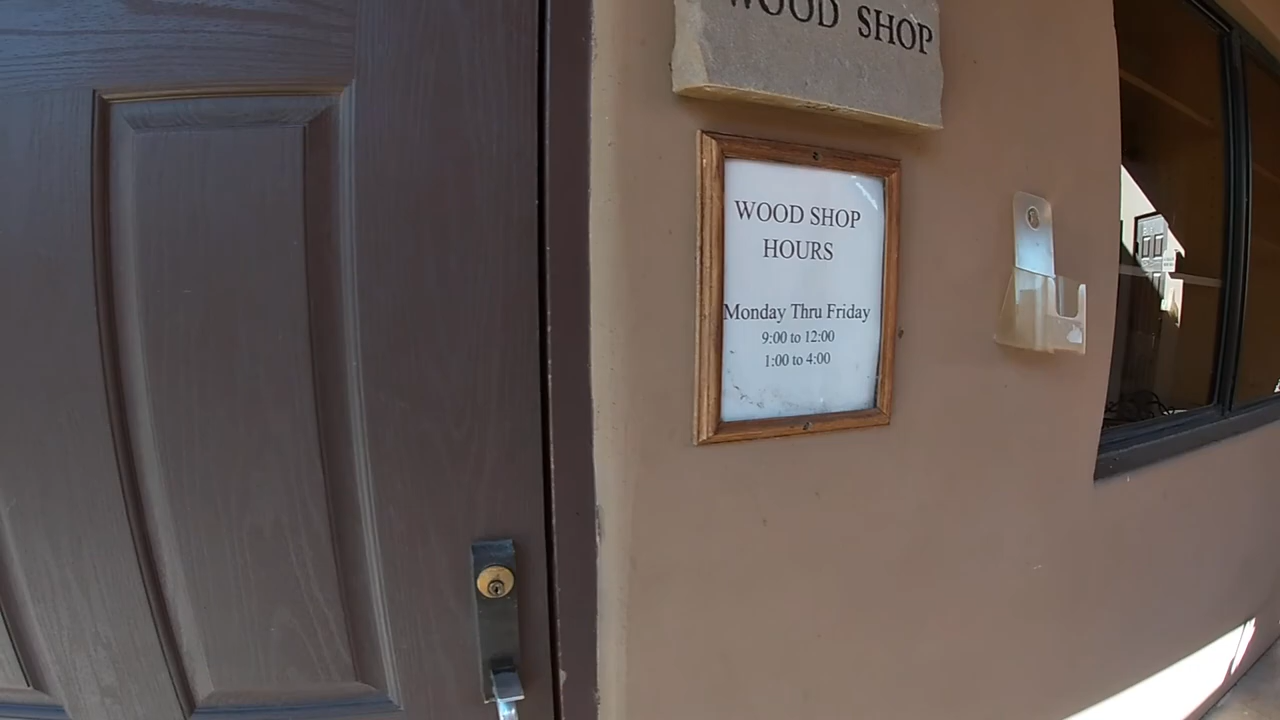 WOOD SHOP
WOOD SHOP
HOURS
Monday Thru Friday
9:00 to 12:00
1:00 to 4:00